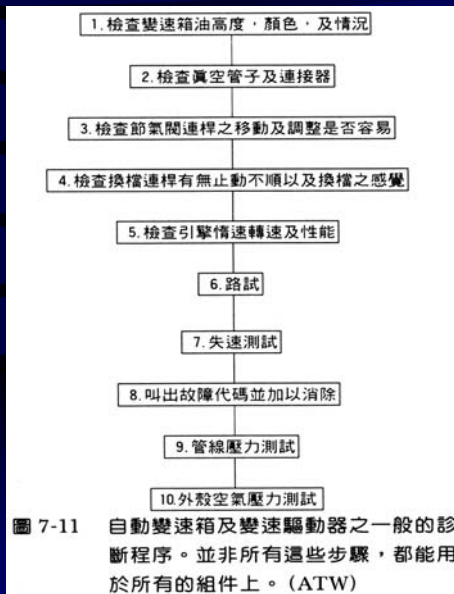 1.檢查變速箱油高度，顏色，及情況
2.檢查眞空管子及連接器
3.檢查節氣閥連桿之移動及調整是否容易
4.檢查換檔連桿有無止動不順以及換檔之感覺
5.檢查引擎惰速轉速及性能
6.路試
7.失速測試
8.叫出故障代碼並加以消除
9.管線壓力測試
10.外殼空氣壓力測試
圖 7-11 自動變速箱及變速驅動器之一般的診
斷程序。並非所有這些步驟，都能用
於所有的組件上。(ATW)